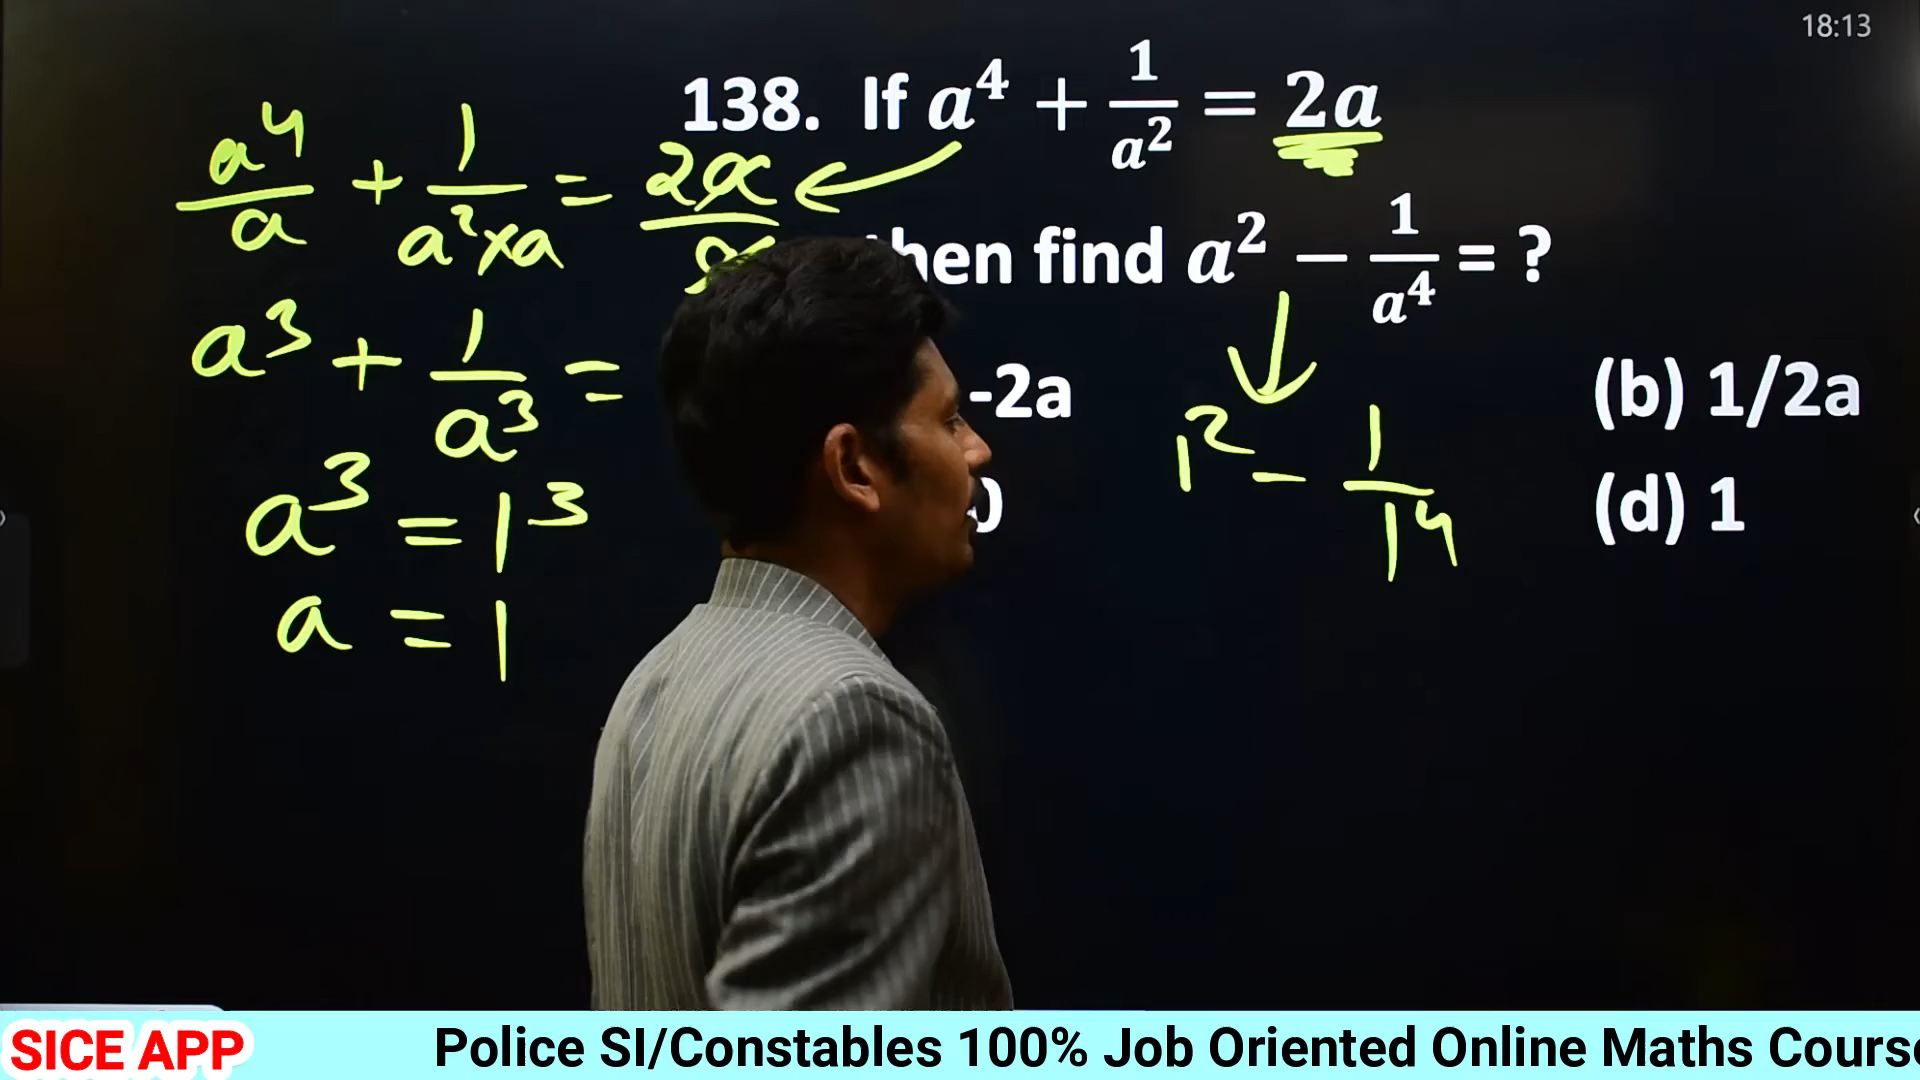 18:13
138. If a⁴ + 1/a² = 2a
a⁴/a + 1/a²×a = 2a/a
then find a² − 1/a⁴ = ?
a³ + 1/a³ =
-2a
(b) 1/2a
1² − 1/1⁴
a³ = 1³
0
(d) 1
a = 1
SICE APP
Police SI/Constables 100% Job Oriented Online Maths